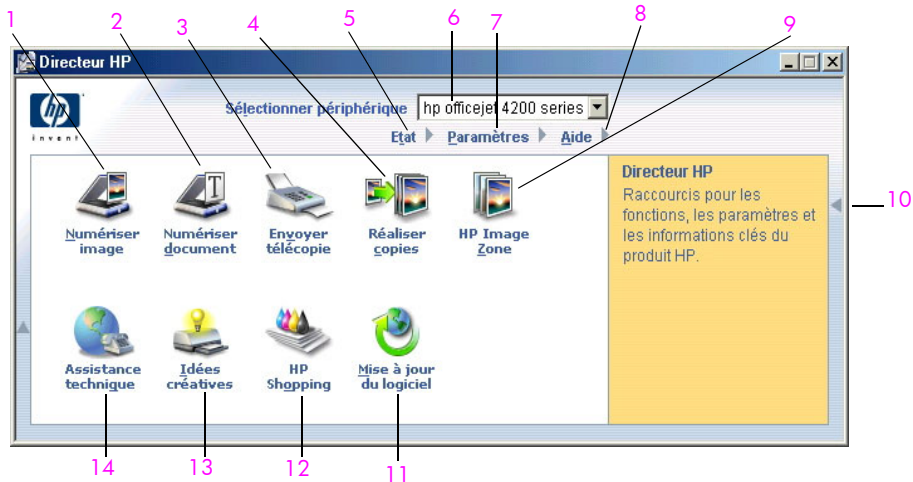 1
2
3
4
5
6
7
8
9
Directeur HP
hp
invent
Sélectionner périphérique hp officejet 4200 series
Etat Paramètres Aide
Numériser image
Numériser document
Envoyer télécopie
Réaliser copies
HP Image Zone
Directeur HP
Raccourcis pour les
fonctions, les paramètres et
les informations clés du
produit HP.
10
Assistance technique
Idées créatives
HP Shopping
Mise à jour du logiciel
14
13
12
11